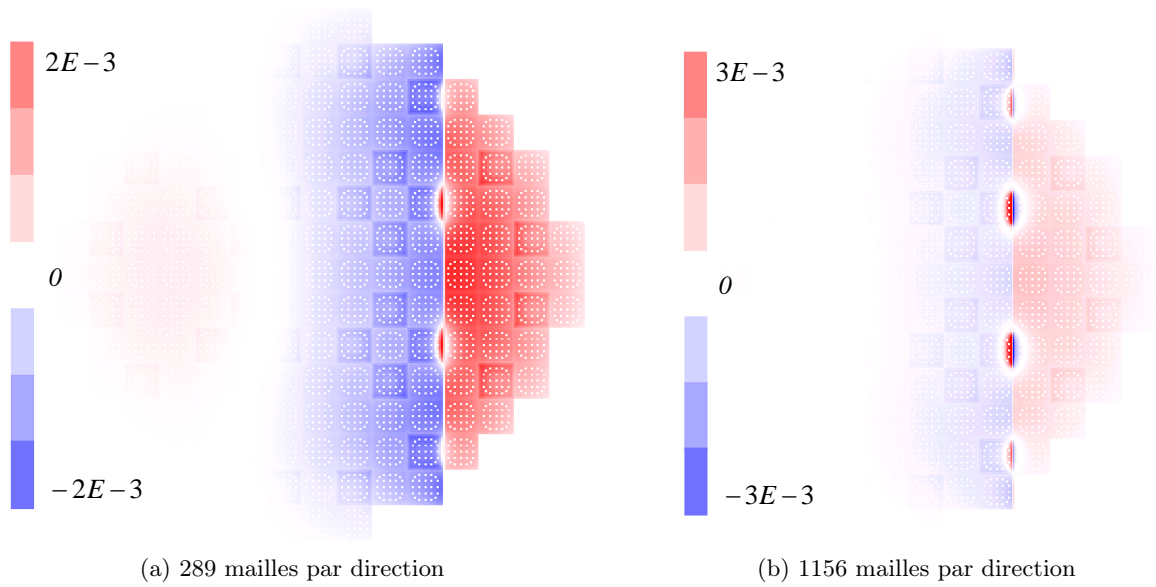 2E−3
0
−2E−3
3E−3
0
−3E−3
(a) 289 mailles par direction
(b) 1156 mailles par direction